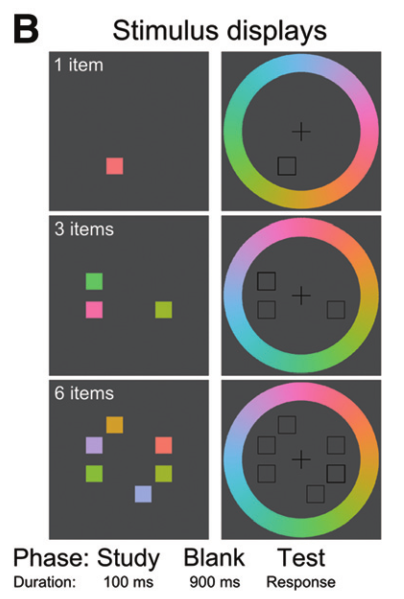 B Stimulus displays
1 item
3 items
6 items
Phase: Study Blank Test
Duration: 100 ms 900 ms Response